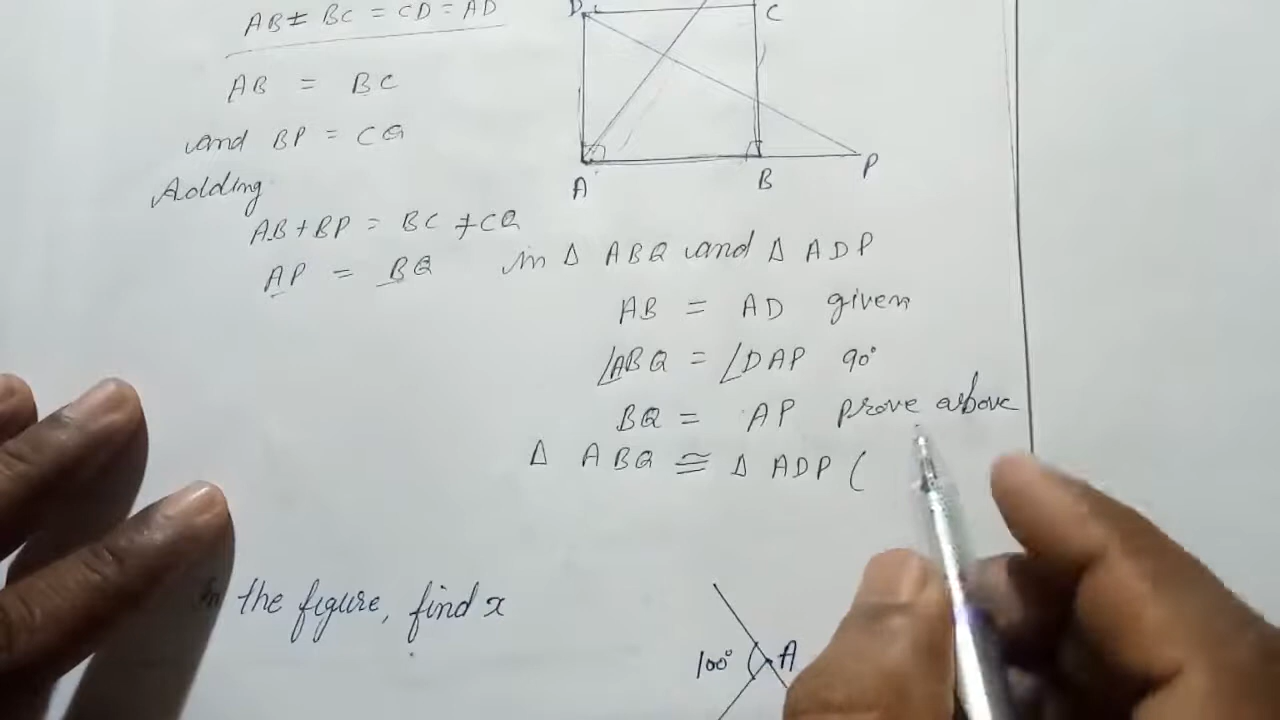 AB = BC = CD = AD
AB = BC
and BP = CQ
Adding
AB + BP = BC + CQ
AP = BQ
D
C
A
B
P
in Δ ABQ and Δ ADP
AB = AD given
∠ABQ = ∠DAP 90°
BQ = AP prove above
Δ ABQ ≅ Δ ADP (
In the figure, find x
100°
A